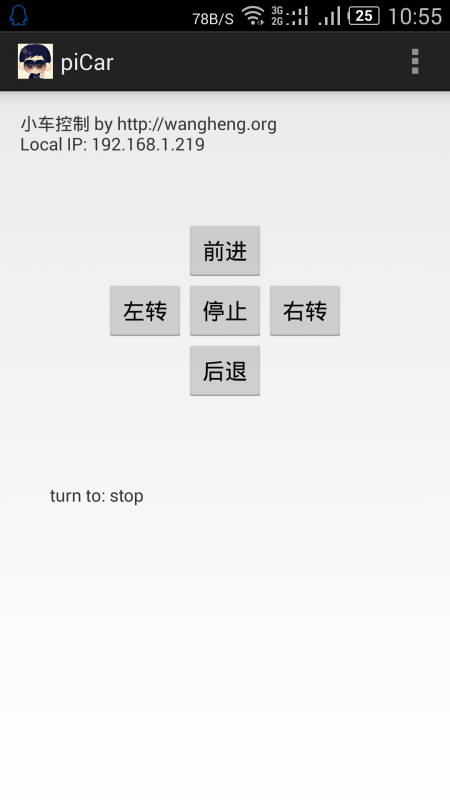 78B/S 3G 2G 25 10:55
piCar
小车控制 by http://wangheng.org
Local IP: 192.168.1.219
前进
左转 停止 右转
后退
turn to: stop